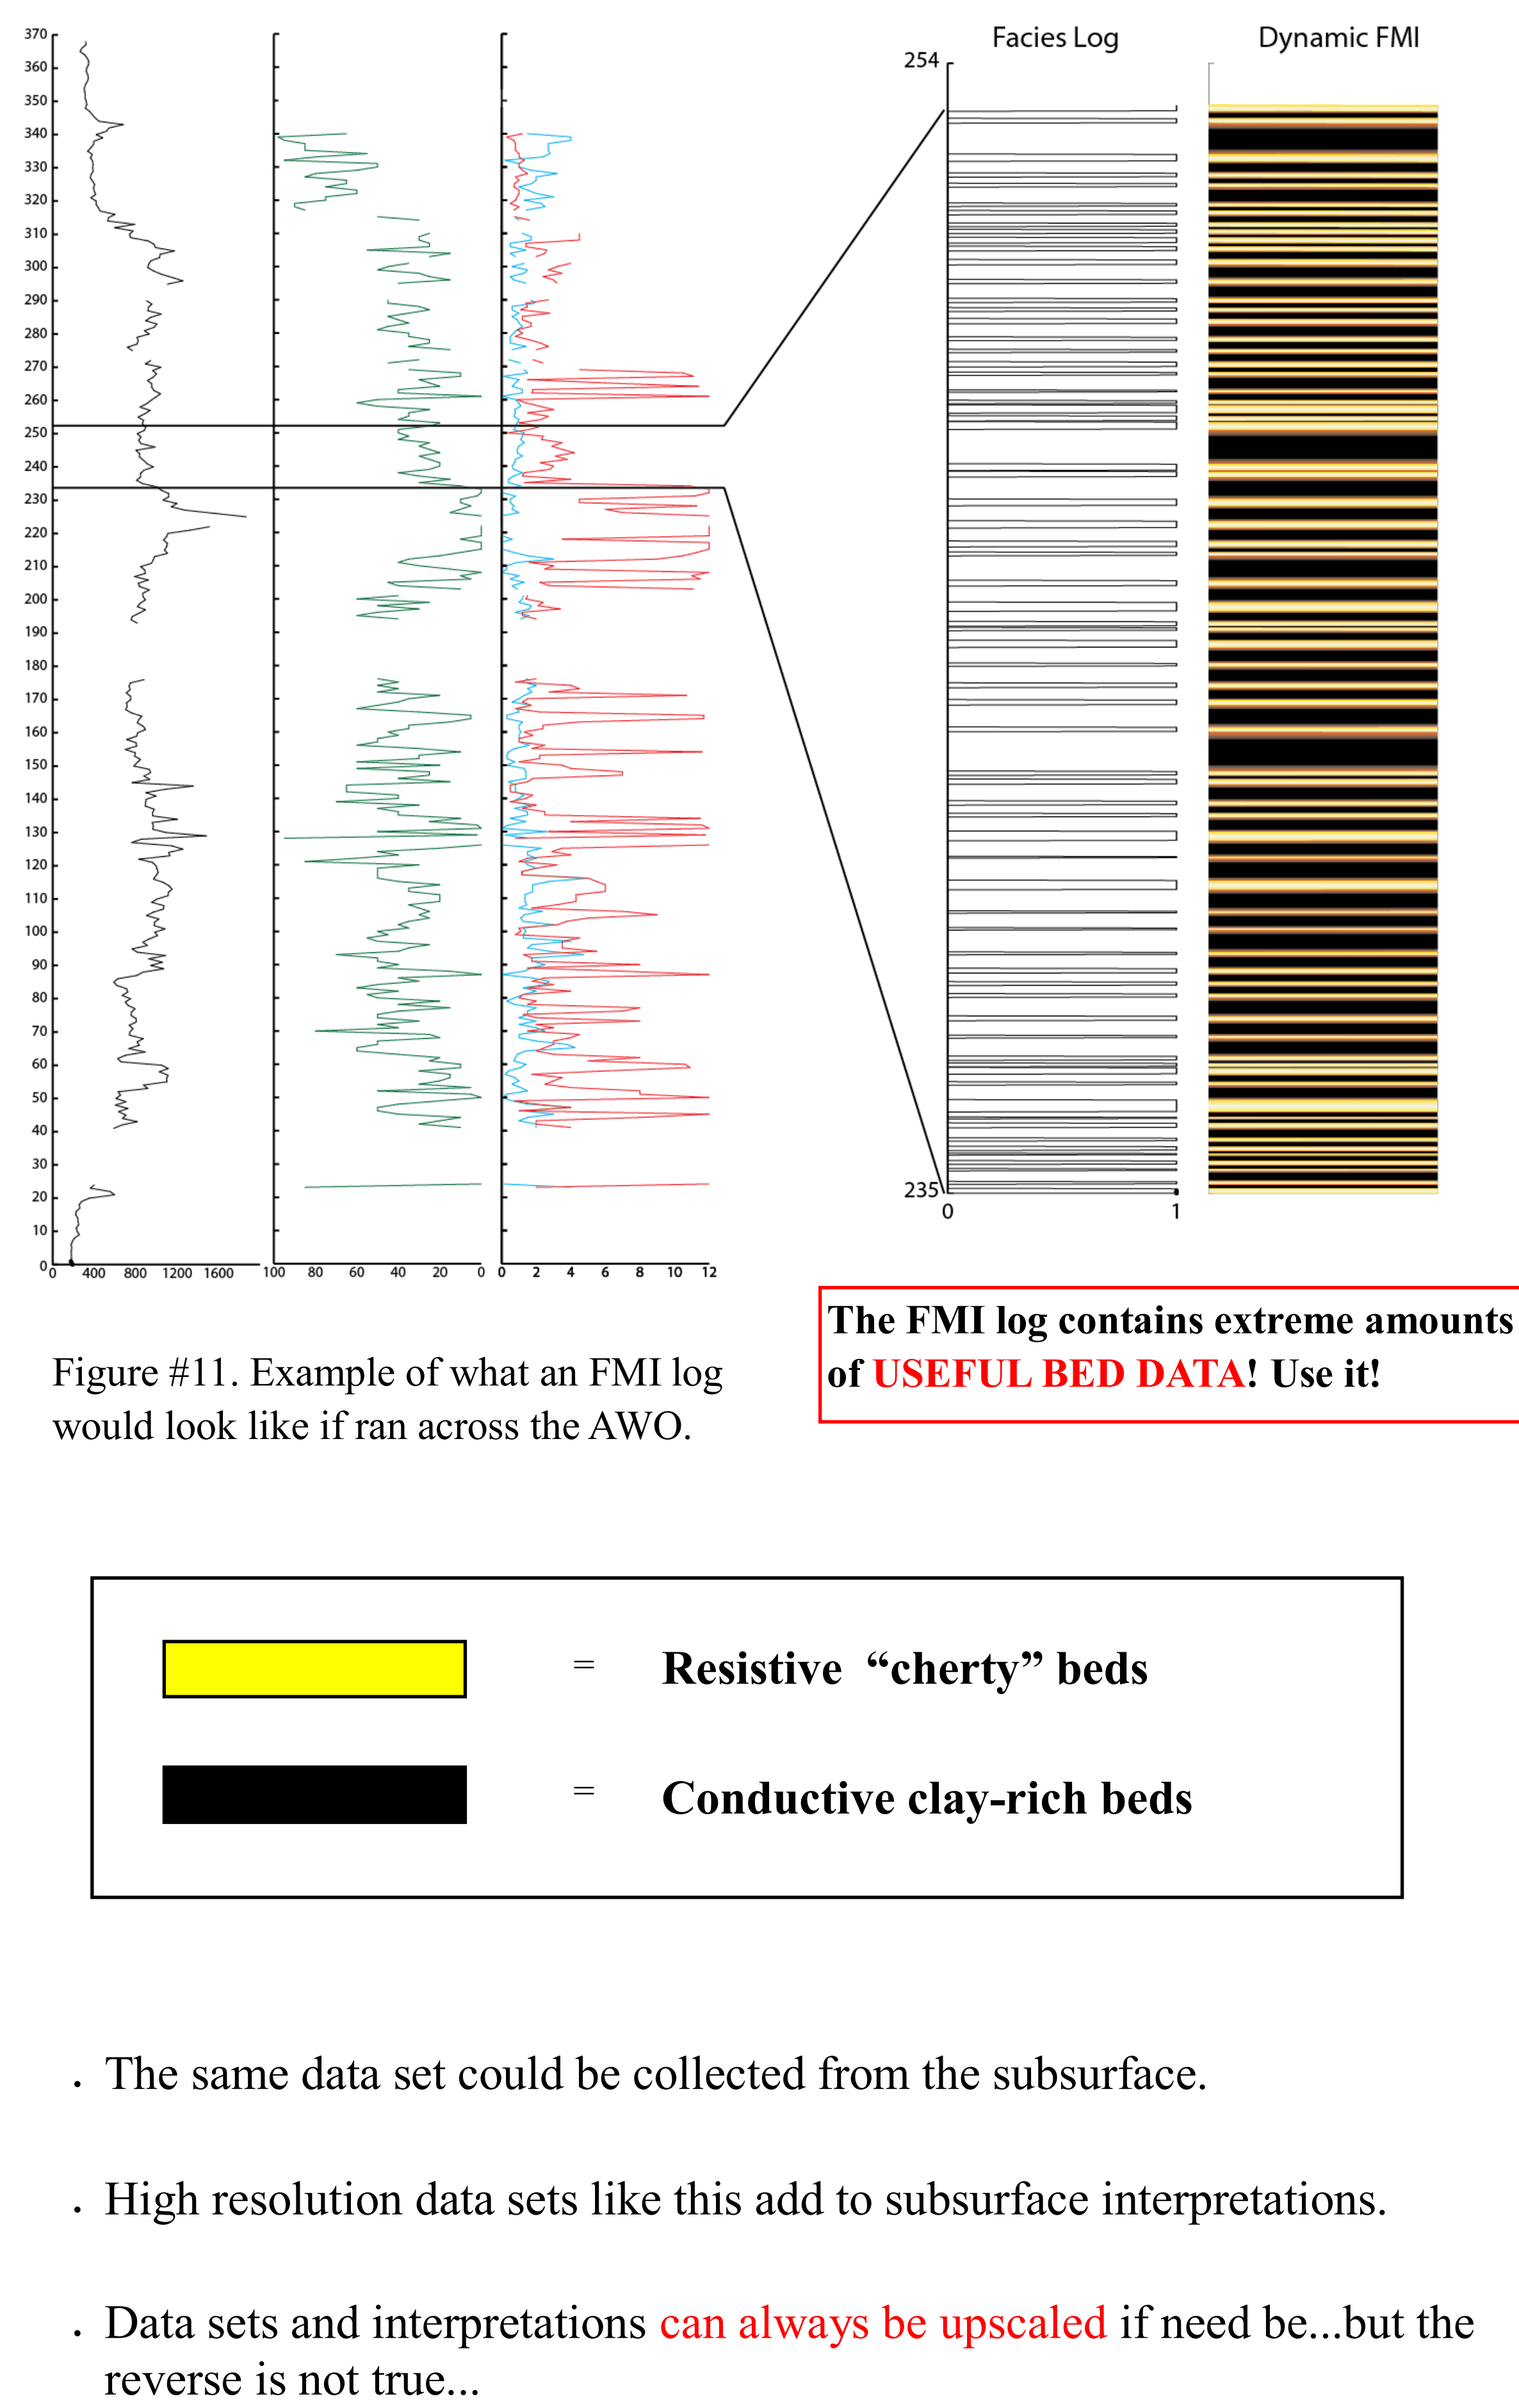 Facies Log
Dynamic FMI
370
360
350
340
330
320
310
300
290
280
270
260
250
240
230
220
210
200
190
180
170
160
150
140
130
120
110
100
90
80
70
60
50
40
30
20
10
0
0 400 800 1200 1600
100 80 60 40 20 0
0 2 4 6 8 10 12
254
235
0 1
Figure #11. Example of what an FMI log
would look like if ran across the AWO.
The FMI log contains extreme amounts
of USEFUL BED DATA! Use it!
= Resistive “cherty” beds
= Conductive clay-rich beds
. The same data set could be collected from the subsurface.
. High resolution data sets like this add to subsurface interpretations.
. Data sets and interpretations can always be upscaled if need be...but the
reverse is not true...